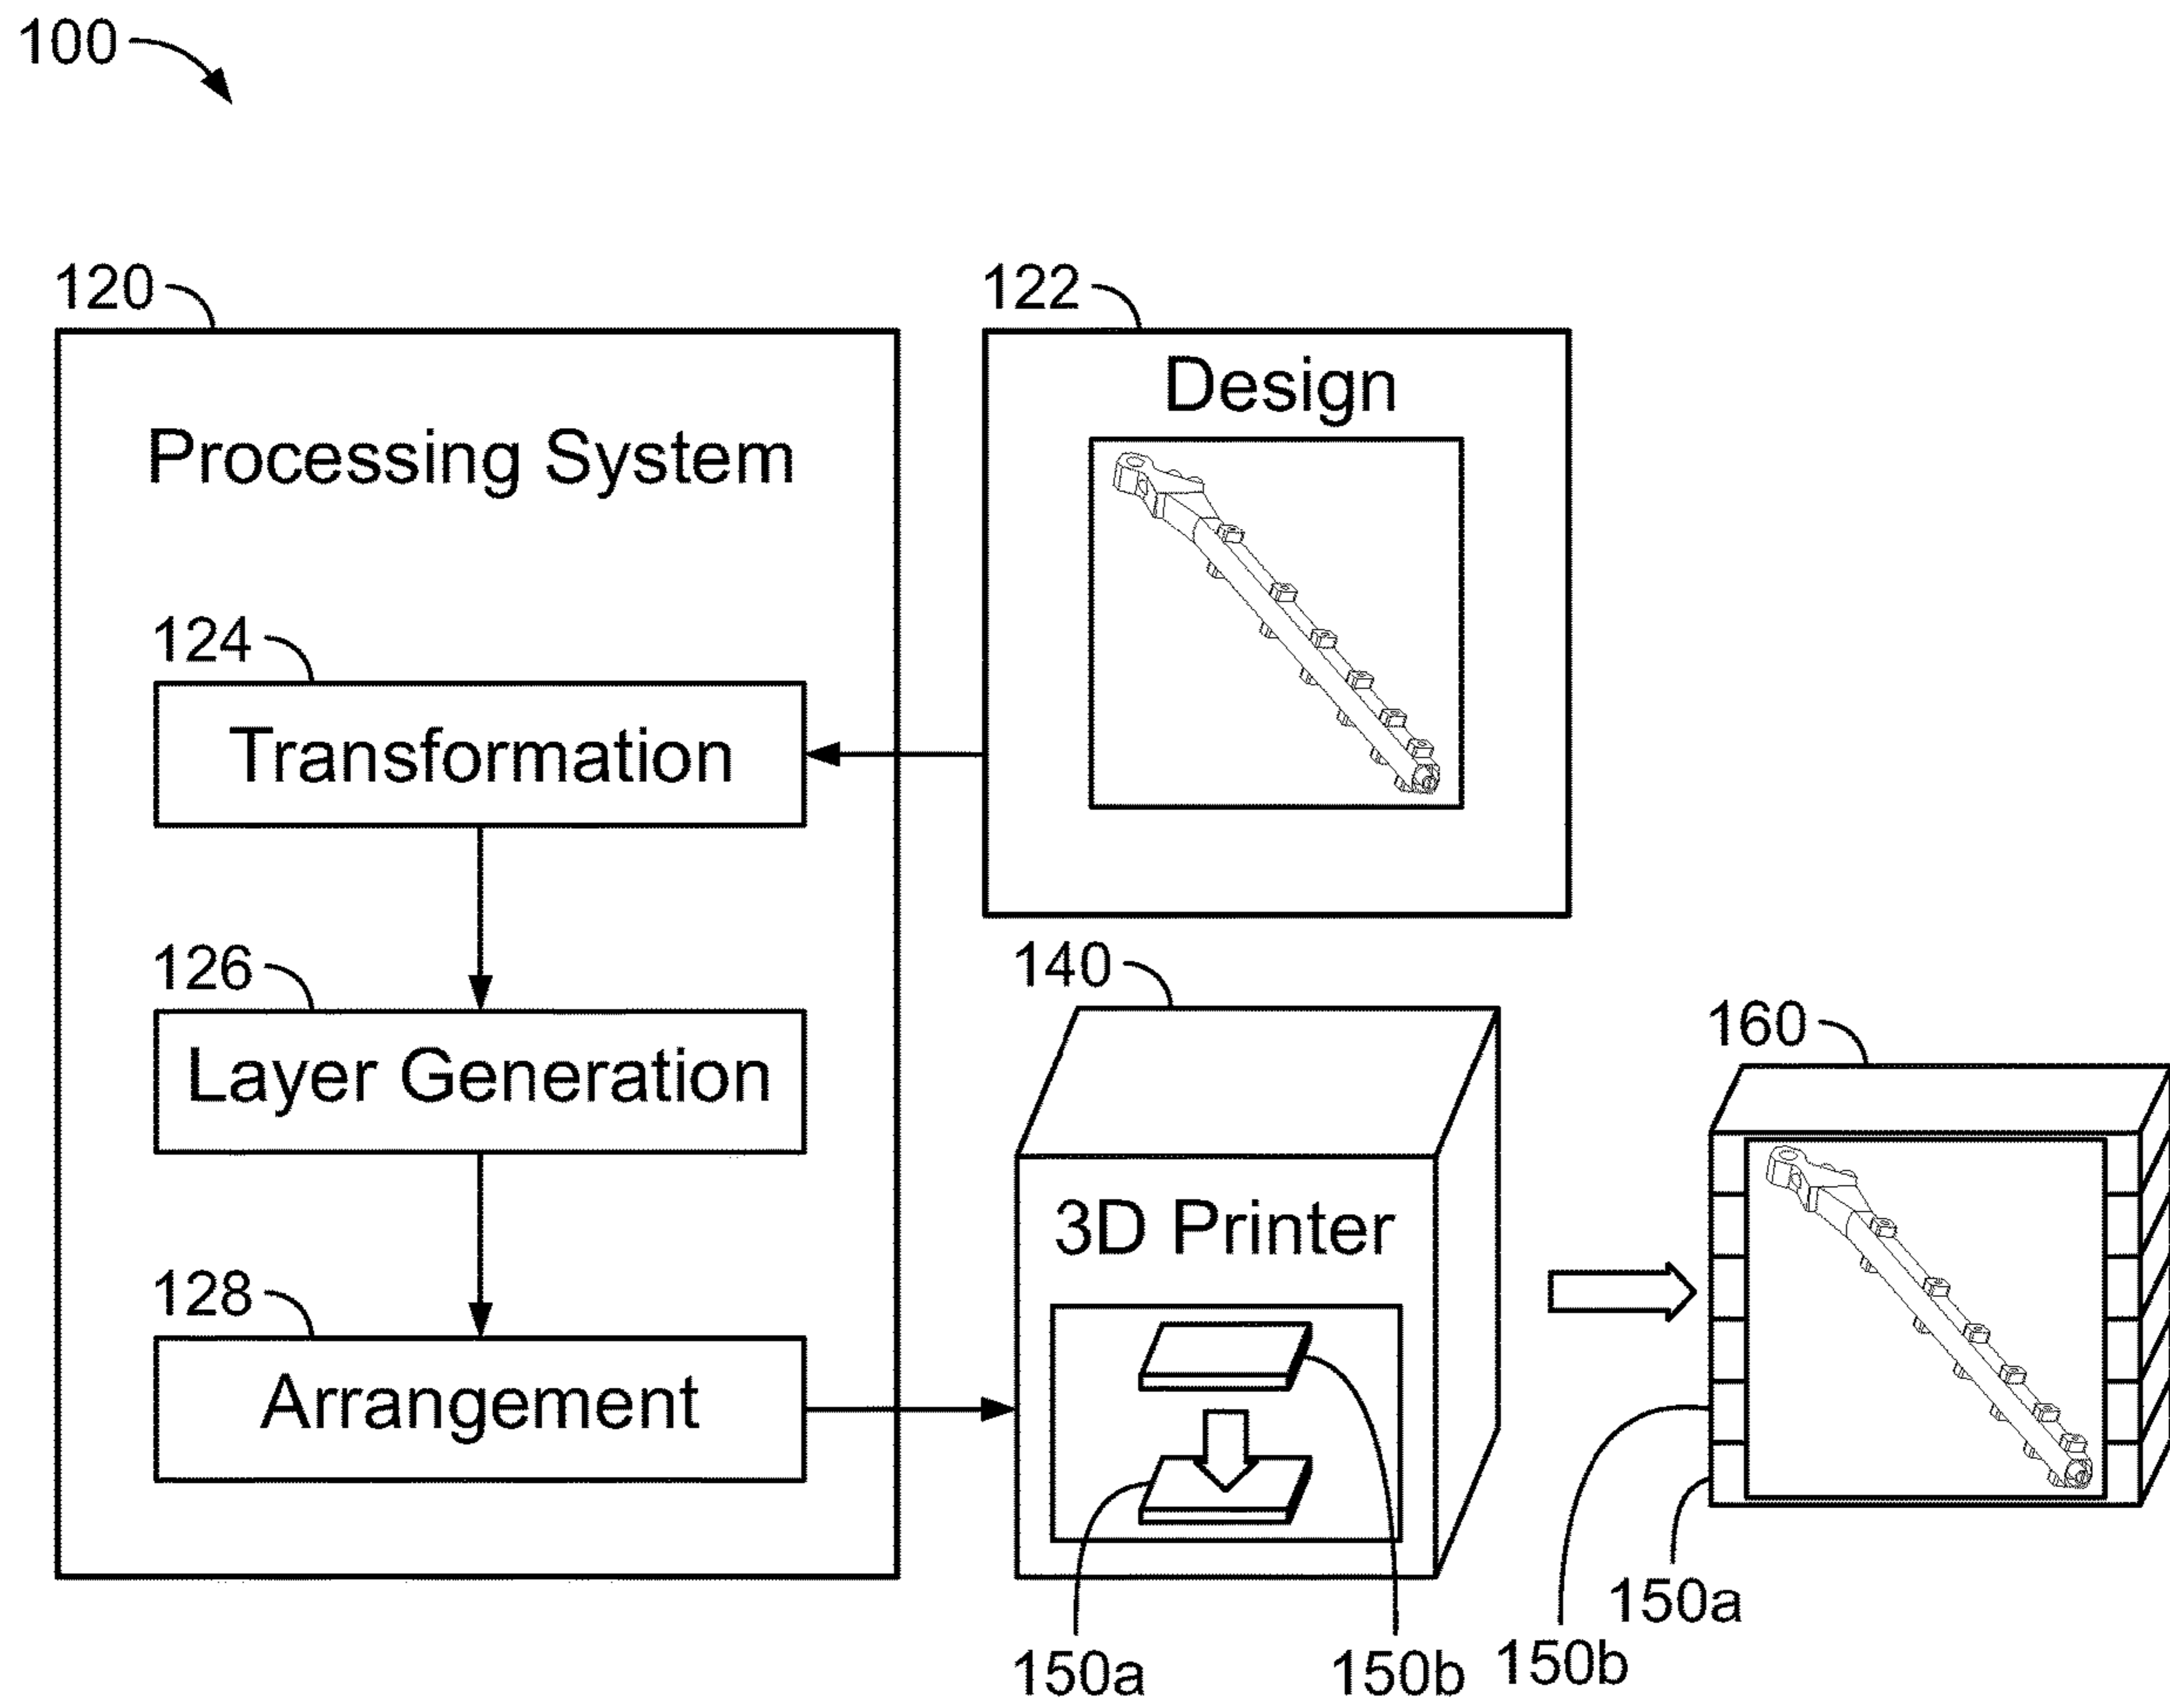 100
120
122
Design
Processing System
124
Transformation
126
140
Layer Generation
160
3D Printer
128
Arrangement
150a
150b
150a
150b